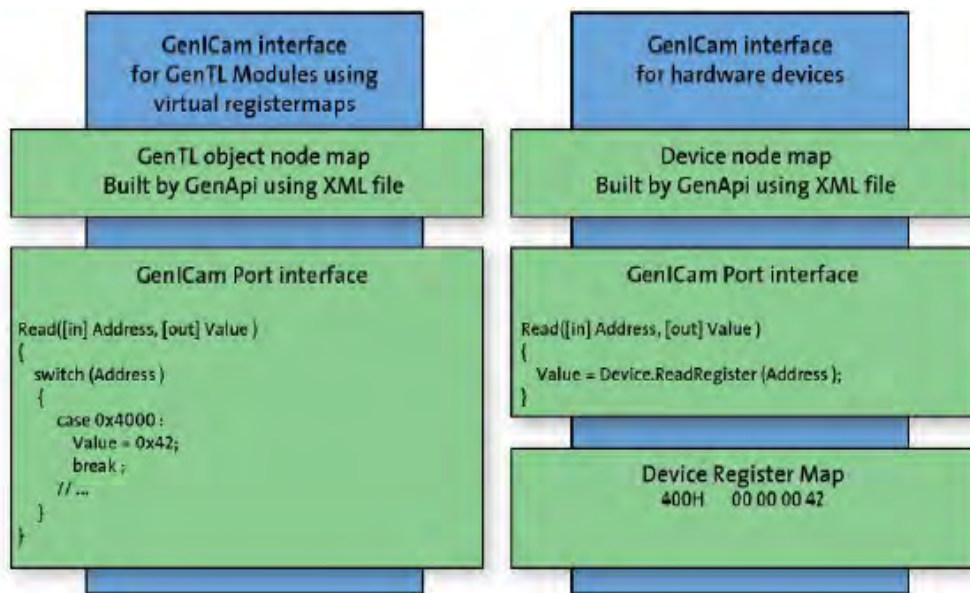 GenICam interface
for GenTL Modules using
virtual registermaps
GenTL object node map
Built by GenApi using XML file
GenICam Port interface
Read([in] Address, [out] Value )
{
switch (Address )
{
case 0x4000 :
Value = 0x42;
break ;
// ...
}
}
GenICam interface
for hardware devices
Device node map
Built by GenApi using XML file
GenICam Port interface
Read([in] Address, [out] Value )
{
Value = Device.ReadRegister (Address );
}
Device Register Map
400H 00 00 00 42